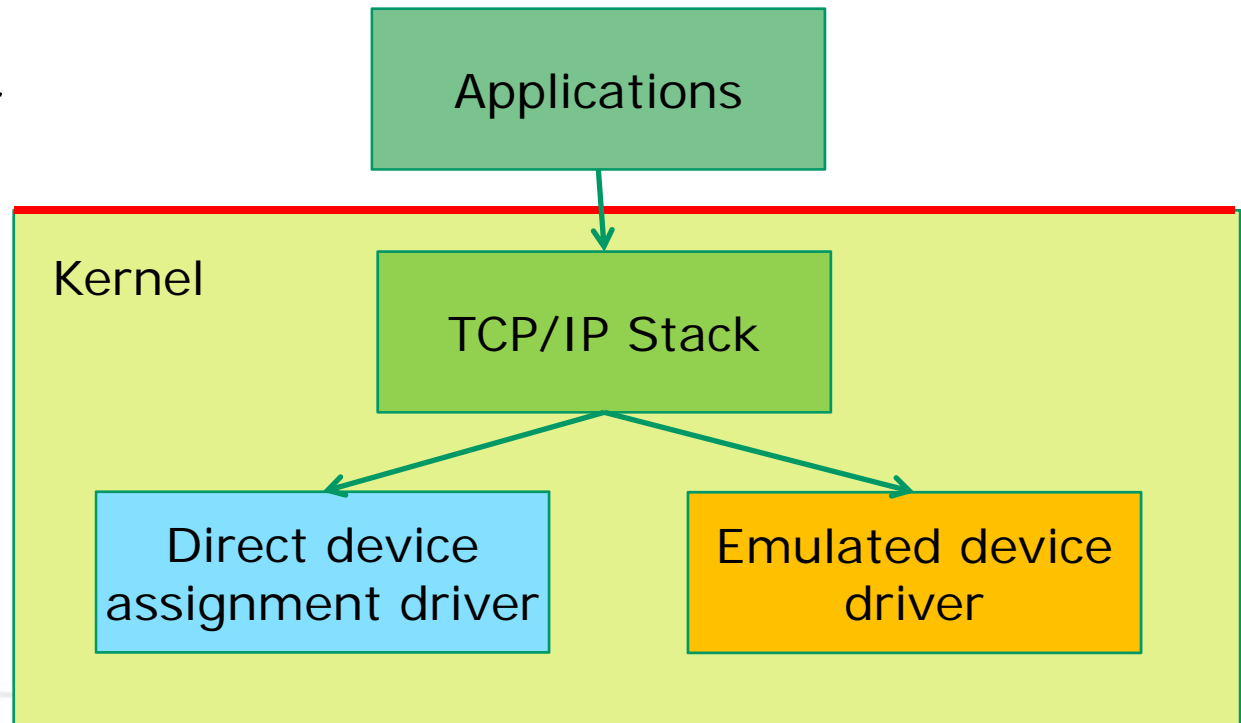 Applications
Kernel
TCP/IP Stack
Direct device
assignment driver
Emulated device
driver